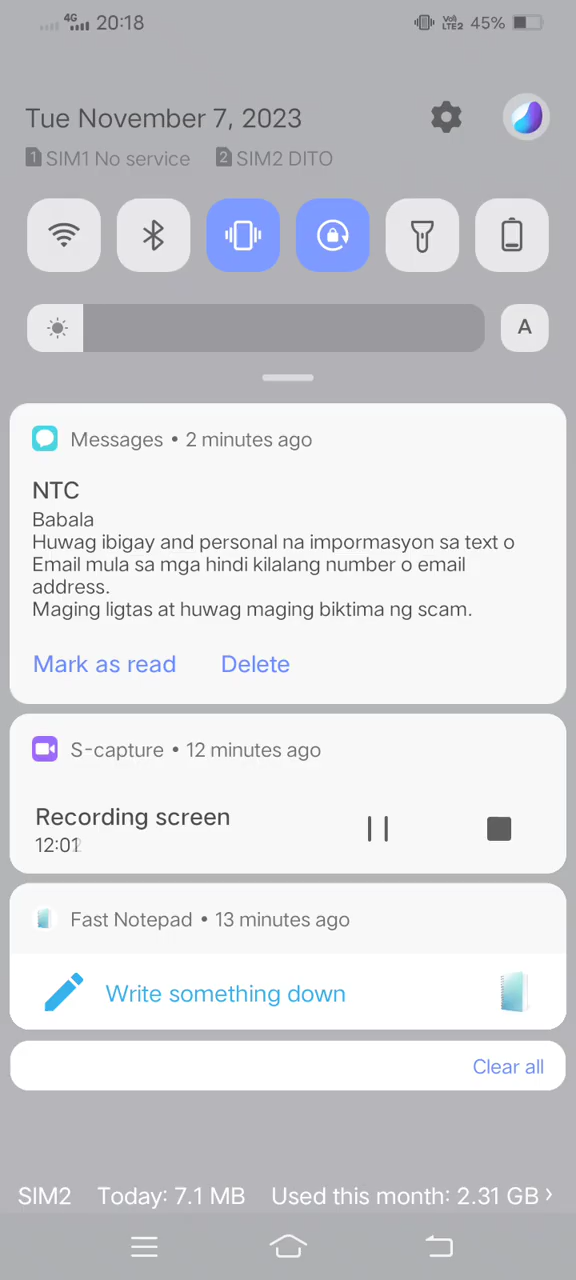 4G 20:18 VoI) LTE2 45%
Tue November 7, 2023
1 SIM1 No service 2 SIM2 DITO
A
Messages • 2 minutes ago
NTC
Babala
Huwag ibigay and personal na impormasyon sa text o
Email mula sa mga hindi kilalang number o email
address.
Maging ligtas at huwag maging biktima ng scam.
Mark as read Delete
S-capture • 12 minutes ago
Recording screen
12:01
Fast Notepad • 13 minutes ago
Write something down
Clear all
SIM2 Today: 7.1 MB Used this month: 2.31 GB ›